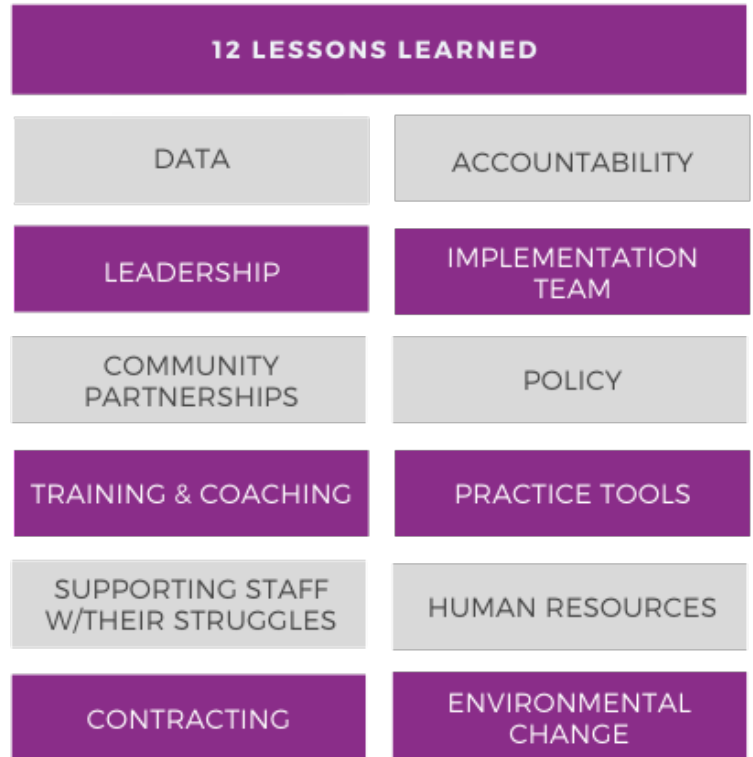 12 LESSONS LEARNED
DATA
ACCOUNTABILITY
LEADERSHIP
IMPLEMENTATION
TEAM
COMMUNITY
PARTNERSHIPS
POLICY
TRAINING & COACHING
PRACTICE TOOLS
SUPPORTING STAFF
W/THEIR STRUGGLES
HUMAN RESOURCES
CONTRACTING
ENVIRONMENTAL
CHANGE